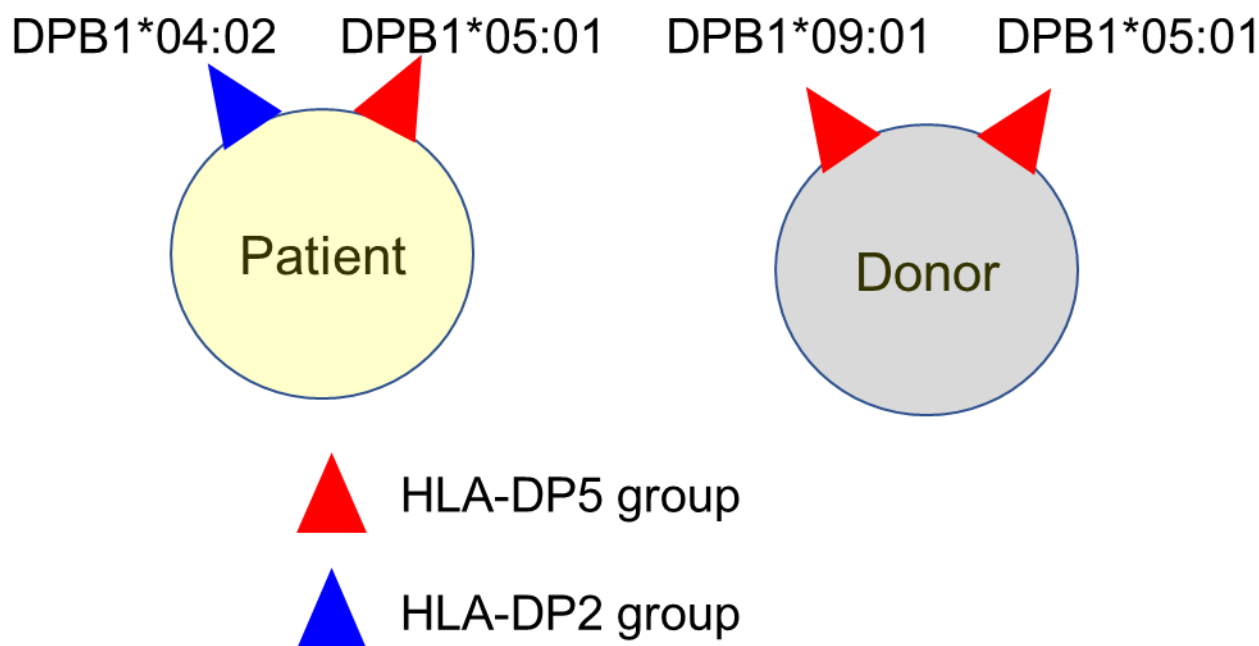 DPB1*04:02 DPB1*05:01 DPB1*09:01 DPB1*05:01
Patient
Donor
HLA-DP5 group
HLA-DP2 group